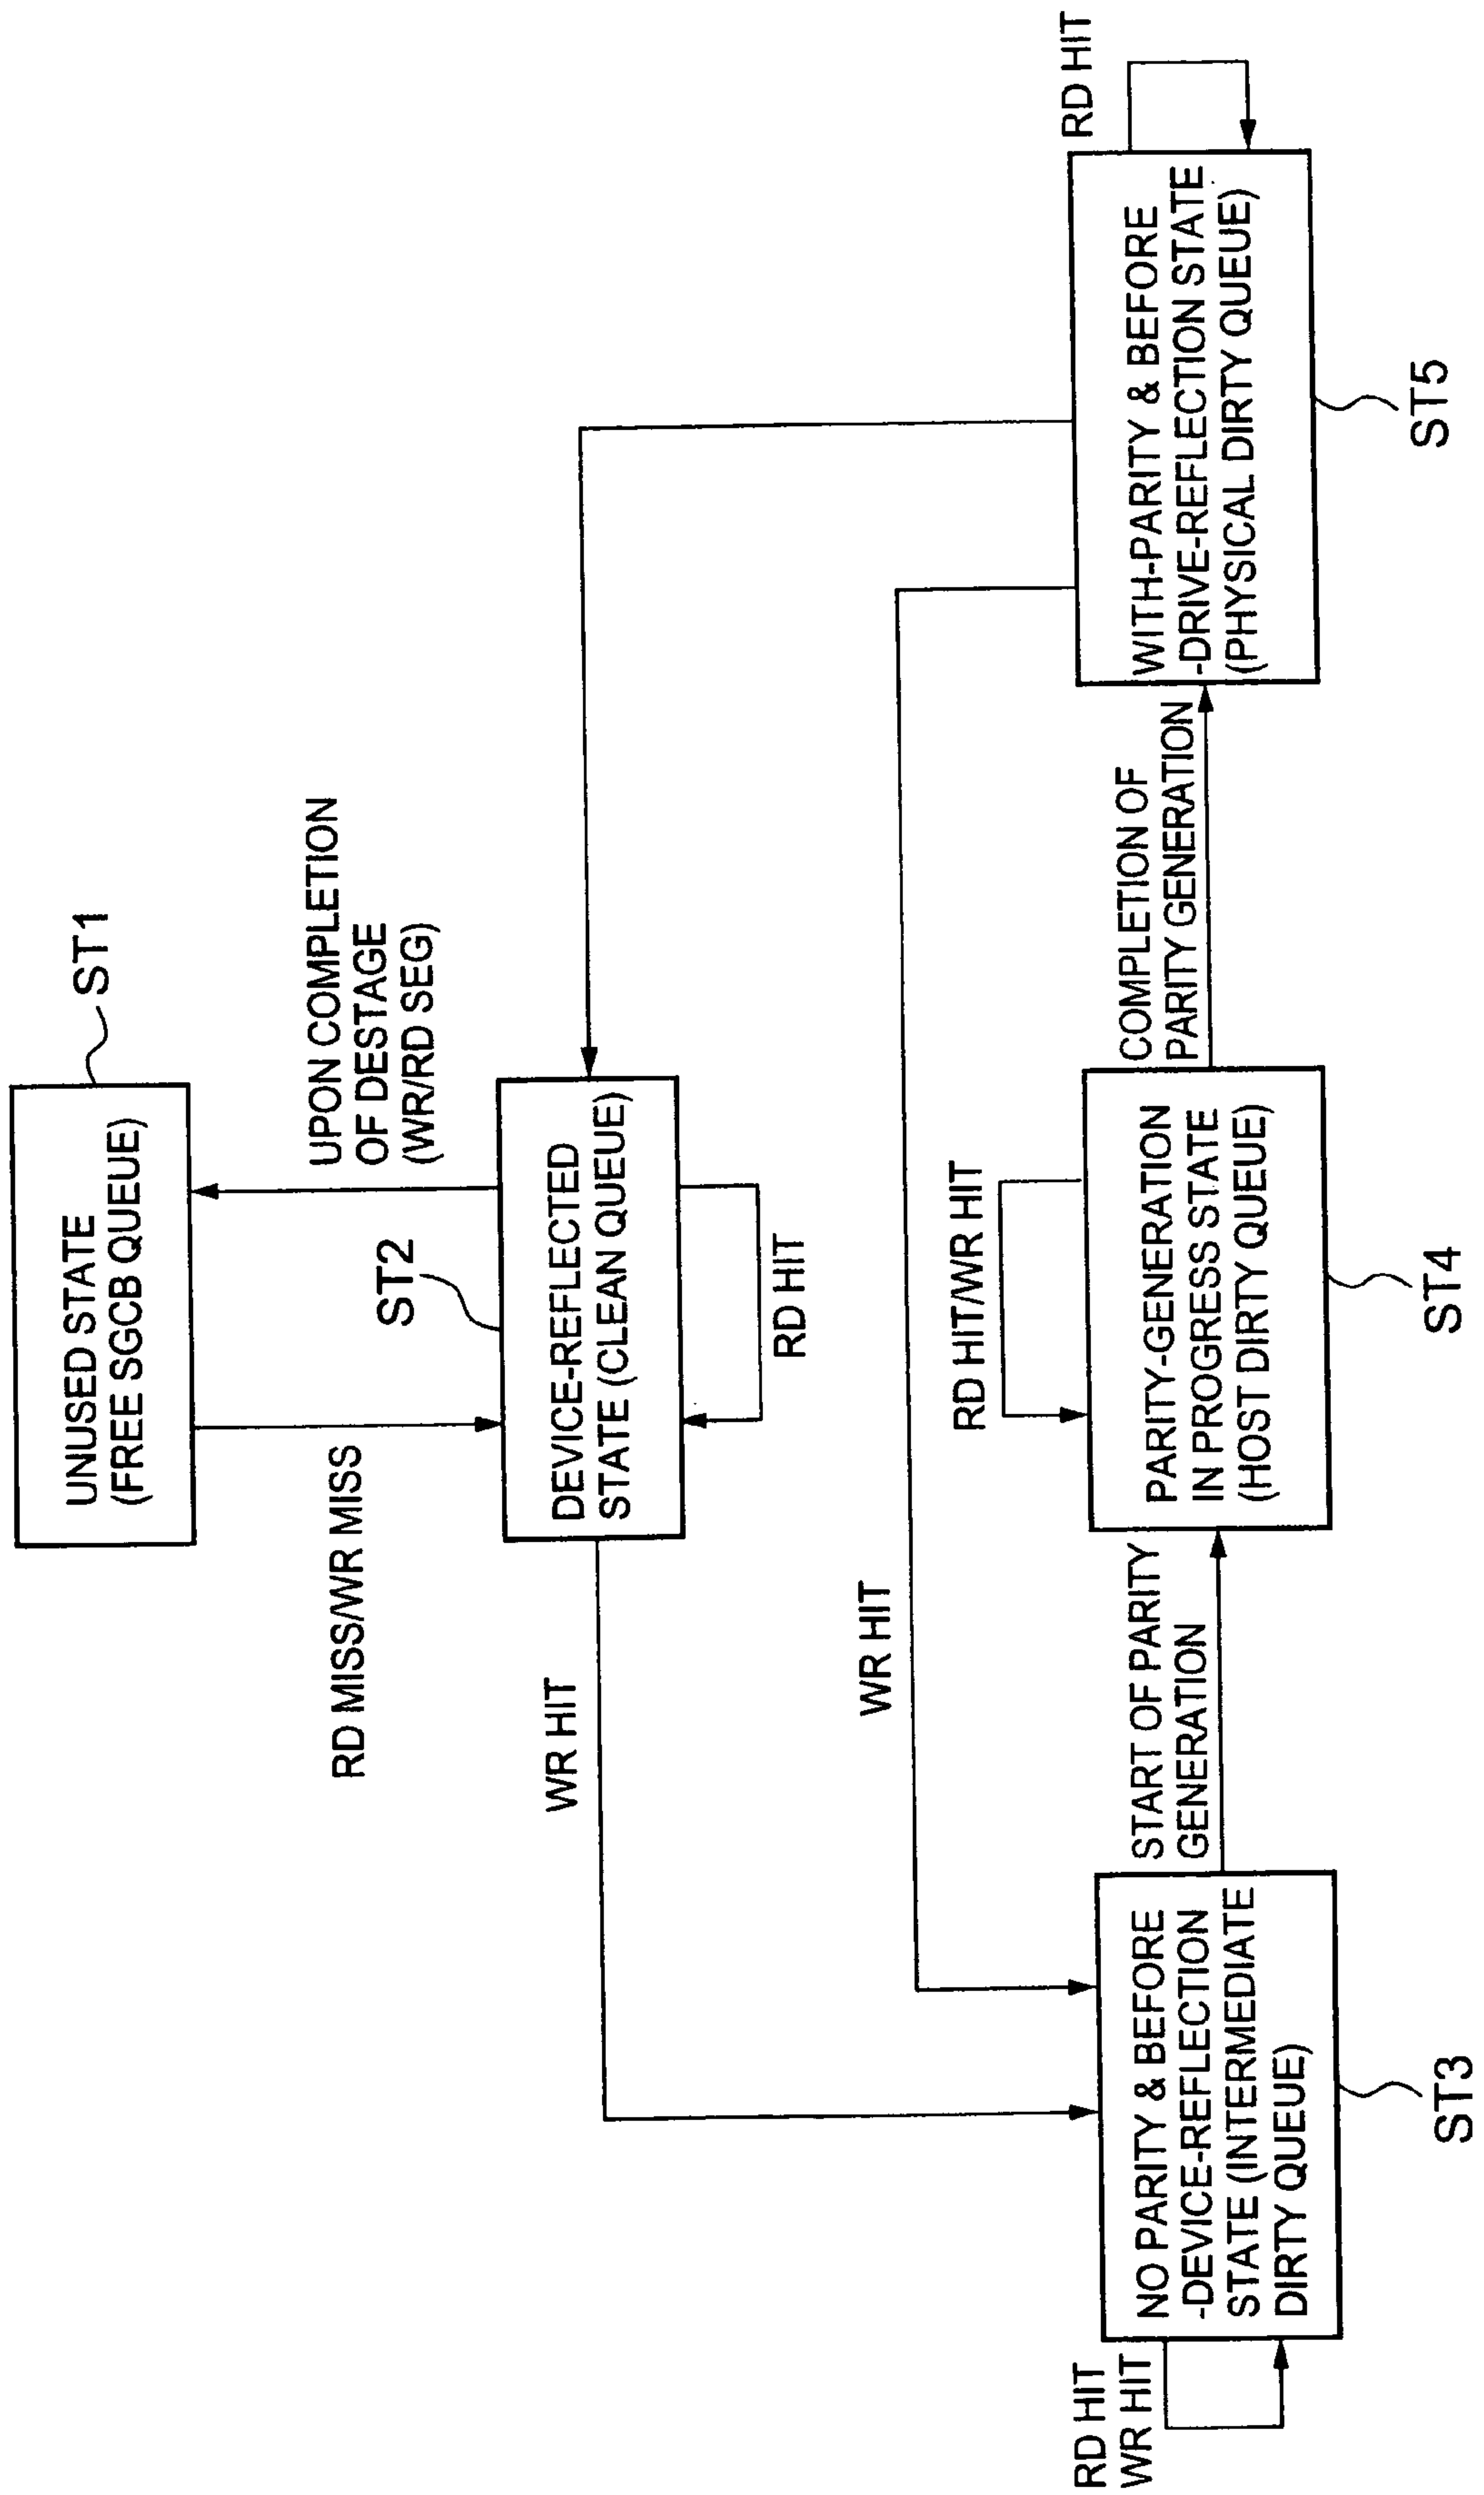 UNUSED STATE
(FREE SGCB QUEUE)
ST1
RD MISS/WR MISS
UPON COMPLETION
OF DESTAGE
(WR/RD SEG)
ST2
DEVICE-REFLECTED
STATE (CLEAN QUEUE)
WR HIT
RD HIT
WR HIT
RD HIT/WR HIT
RD HIT
WR HIT
NO PARITY & BEFORE
-DEVICE-REFLECTION
STATE (INTERMEDIATE
DIRTY QUEUE)
ST3
START OF PARITY
GENERATION
PARITY-GENERATION
IN PROGRESS STATE
(HOST DIRTY QUEUE)
ST4
COMPLETION OF
PARITY GENERATION
WITH-PARITY & BEFORE
-DRIVE-REFLECTION STATE
(PHYSICAL DIRTY QUEUE)
ST5
RD HIT